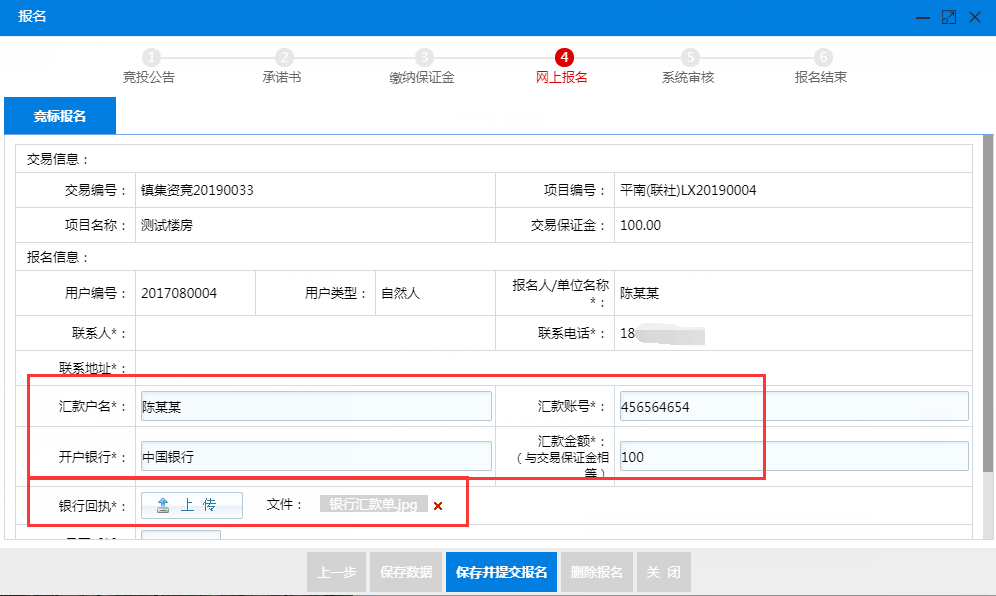 报名
1 2 3 4 5 6
竞投公告 承诺书 缴纳保证金 网上报名 系统审核 报名结束
竞标报名
交易信息：
交易编号： 镇集资竞20190033 项目编号： 平南(联社)LX20190004
项目名称： 测试楼房 交易保证金： 100.00
报名信息：
用户编号： 2017080004 用户类型： 自然人 报名人/单位名称*： 陈某某
联系人*： 联系电话*： 18
联系地址*：
汇款户名*： 陈某某 汇款账号*： 456564654
开户银行*： 中国银行 汇款金额*：
（与交易保证金相等） 100
银行回执*： 上 传 文件： 银行汇款单.jpg
上一步 保存数据 保存并提交报名 删除报名 关 闭